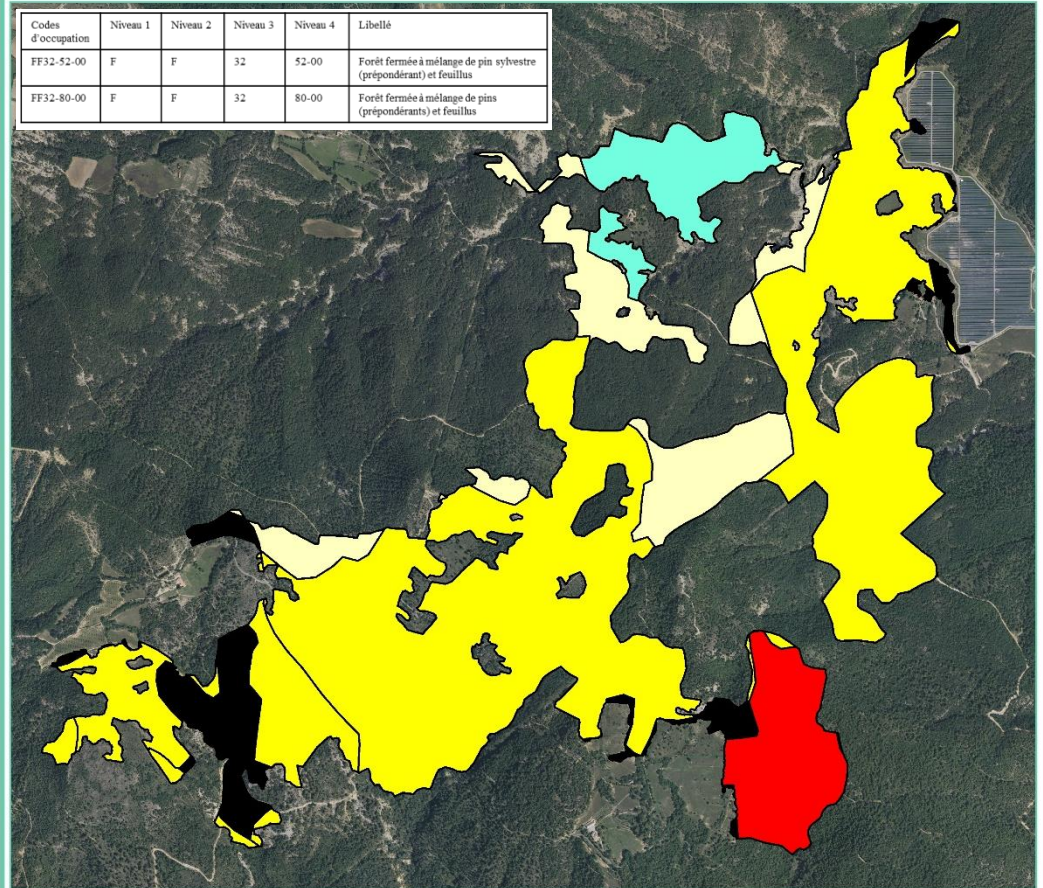 Codes d'occupation Niveau 1 Niveau 2 Niveau 3 Niveau 4 Libellé
FF32-52-00 F F 32 52-00 Forêt fermée à mélange de pin sylvestre
(prépondérant) et feuillus
FF32-80-00 F F 32 80-00 Forêt fermée à mélange de pins
(prépondérants) et feuillus